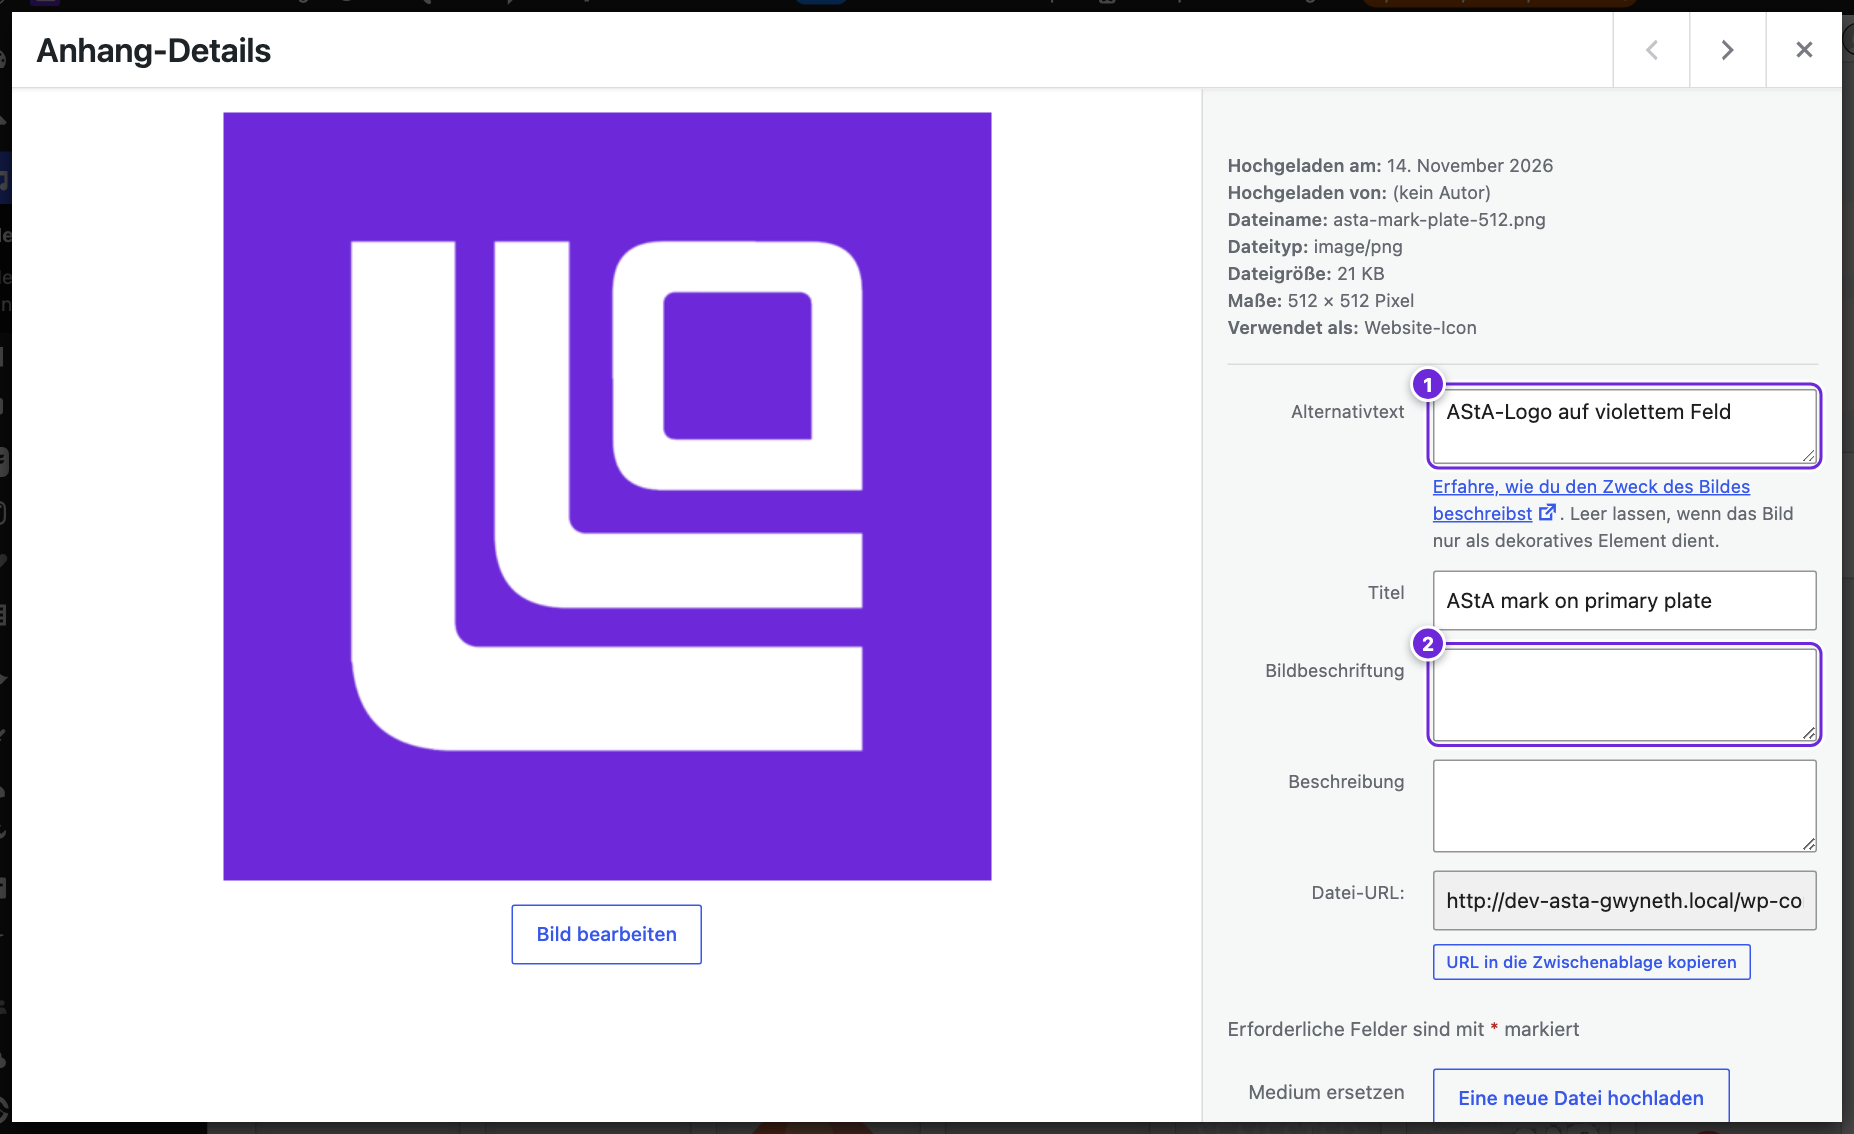 Anhang-Details
Hochgeladen am: 14. November 2026
Hochgeladen von: (kein Autor)
Dateiname: asta-mark-plate-512.png
Dateityp: image/png
Dateigröße: 21 KB
Maße: 512 × 512 Pixel
Verwendet als: Website-Icon
1
Alternativtext
AStA-Logo auf violettem Feld
Erfahre, wie du den Zweck des Bildes
beschreibst . Leer lassen, wenn das Bild
nur als dekoratives Element dient.
Titel
AStA mark on primary plate
2
Bildbeschriftung
Beschreibung
Datei-URL:
http://dev-asta-gwyneth.local/wp-co
URL in die Zwischenablage kopieren
Bild bearbeiten
Erforderliche Felder sind mit * markiert
Medium ersetzen
Eine neue Datei hochladen